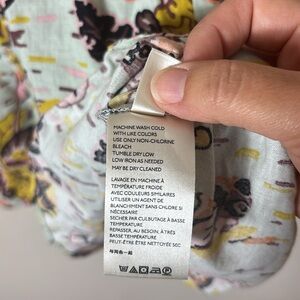 MACHINE WASH COLD
WITH LIKE COLORS
USE ONLY NON-CHLORINE
BLEACH
TUMBLE DRY LOW
LOW IRON AS NEEDED
MAY BE DRY CLEANED
LAVAGE EN MACHINE À
TEMPÉRATURE FROIDE
AVEC COULEURS SIMILAIRES
UTILISER UN AGENT DE
BLANCHIMENT SANS CHLORE SI
NÉCESSAIRE
SECHER PAR CULBUTAGE À BASSE
TEMPÉRATURE
REPASSER, AU BESOIN, À TRÈS
BASSE TEMPÉRATURE
PEUT-ÊTRE ÊTRE NETTOYÉE SEC